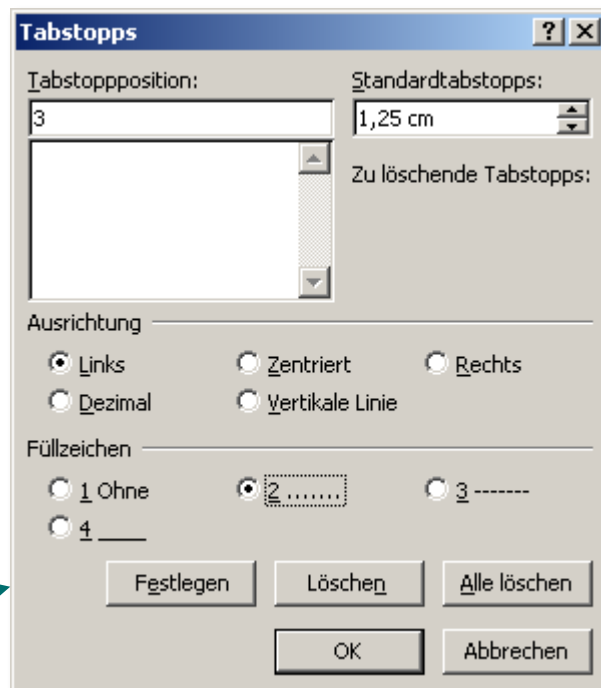 Tabstopps
Tabstoppposition: Standardtabstopps:
3 1,25 cm
Zu löschende Tabstopps:
Ausrichtung
Links Zentriert Rechts
Dezimal Vertikale Linie
Füllzeichen
1 Ohne 2 ....... 3 -------
4 ____
Festlegen Löschen Alle löschen
OK Abbrechen